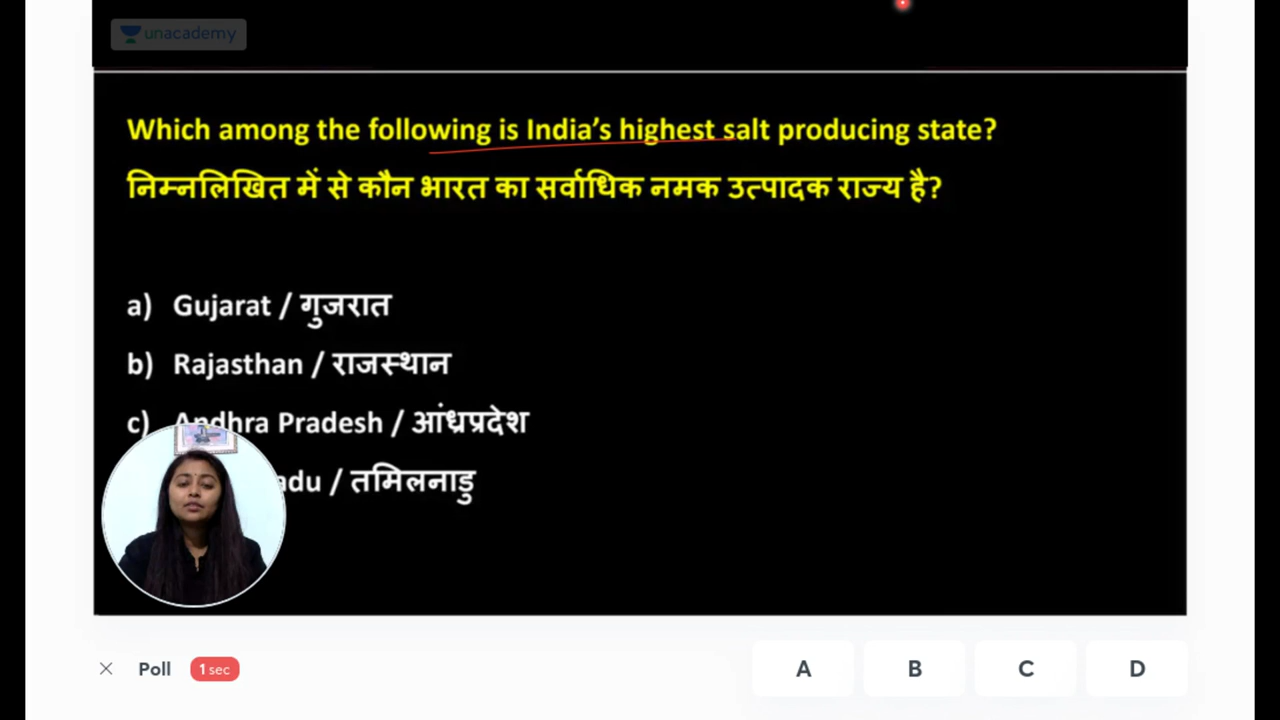 unacademy
Which among the following is India's highest salt producing state?
निम्नलिखित में से कौन भारत का सर्वाधिक नमक उत्पादक राज्य है?
a) Gujarat / गुजरात
b) Rajasthan / राजस्थान
c) Andhra Pradesh / आंध्रप्रदेश
/ तमिलनाडु
Poll 1 sec A B C D